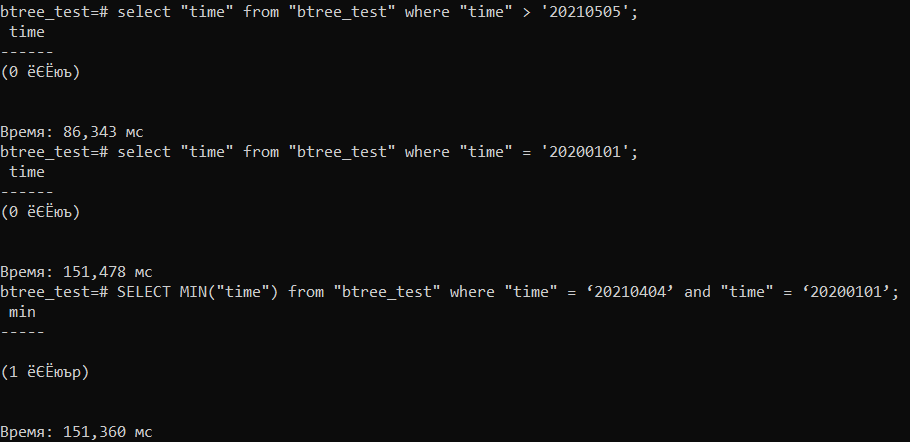 btree_test=# select "time" from "btree_test" where "time" > '20210505';
time
------
(0 ёЄЁюъ)
Время: 86,343 мс
btree_test=# select "time" from "btree_test" where "time" = '20200101';
time
------
(0 ёЄЁюъ)
Время: 151,478 мс
btree_test=# SELECT MIN("time") from "btree_test" where "time" = ‘20210404’ and "time" = ‘20200101’;
min
-----
(1 ёЄЁюър)
Время: 151,360 мс